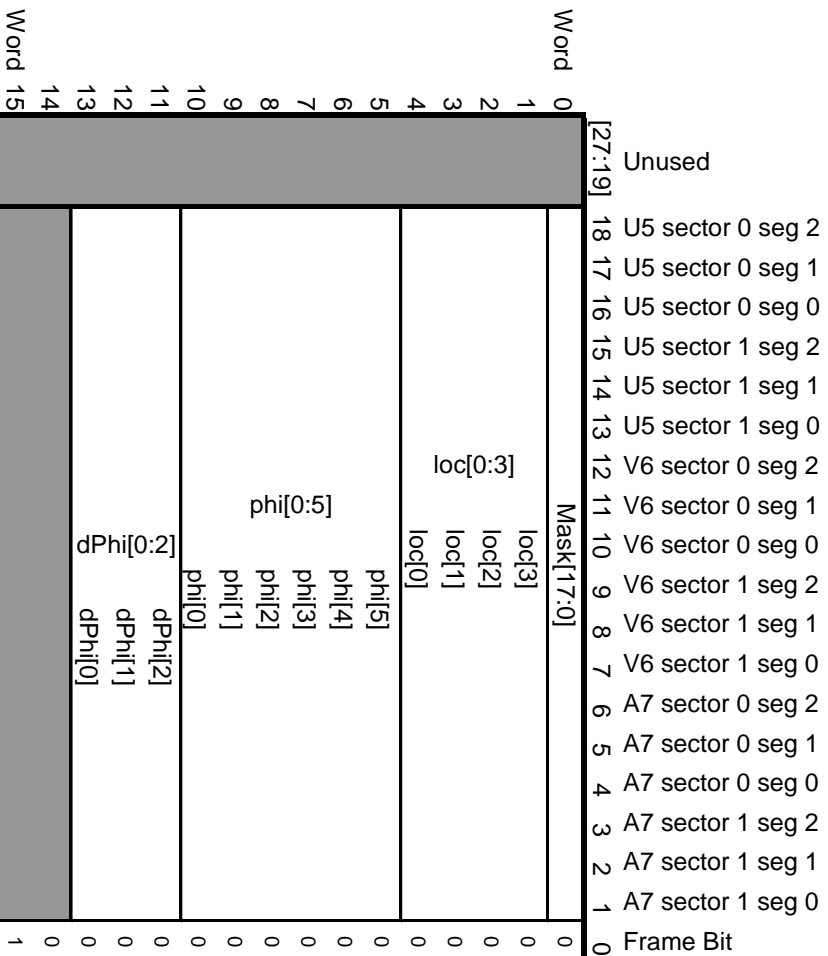 [27:19] Unused
18 U5 sector 0 seg 2
17 U5 sector 0 seg 1
16 U5 sector 0 seg 0
15 U5 sector 1 seg 2
14 U5 sector 1 seg 1
13 U5 sector 1 seg 0
12 V6 sector 0 seg 2
11 V6 sector 0 seg 1
10 V6 sector 0 seg 0
9 V6 sector 1 seg 2
8 V6 sector 1 seg 1
7 V6 sector 1 seg 0
6 A7 sector 0 seg 2
5 A7 sector 0 seg 1
4 A7 sector 0 seg 0
3 A7 sector 1 seg 2
2 A7 sector 1 seg 1
1 A7 sector 1 seg 0
0 Frame Bit
Word 0 Mask[17:0] 0
loc[0:3]
1 loc[3] 0
2 loc[2] 0
3 loc[1] 0
4 loc[0] 0
phi[0:5]
5 phi[5] 0
6 phi[4] 0
7 phi[3] 0
8 phi[2] 0
9 phi[1] 0
10 phi[0] 0
dPhi[0:2]
11 dPhi[2] 0
12 dPhi[1] 0
13 dPhi[0] 0
14 0
Word 15 1